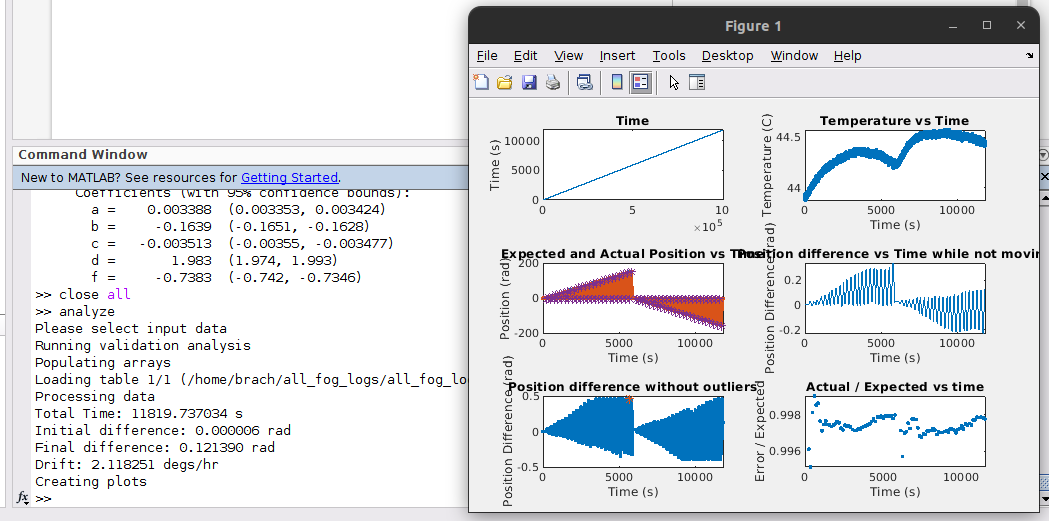 Command Window
New to MATLAB? See resources for Getting Started.
Coefficients (with 95% confidence bounds):
a = 0.003388 (0.003353, 0.003424)
b = -0.1639 (-0.1651, -0.1628)
c = -0.003513 (-0.00355, -0.003477)
d = 1.983 (1.974, 1.993)
f = -0.7383 (-0.742, -0.7346)
>> close all
>> analyze
Please select input data
Running validation analysis
Populating arrays
Loading table 1/1 (/home/brach/all_fog_logs/all_fog_lo
Processing data
Total Time: 11819.737034 s
Initial difference: 0.000006 rad
Final difference: 0.121390 rad
Drift: 2.118251 degs/hr
Creating plots
fx >>
Figure 1
File Edit View Insert Tools Desktop Window Help
Time
Time (s)
10000
5000
0
0 5 10
×10^5
Temperature vs Time
Temperature (C)
44.5
44
0 5000 10000
Time (s)
Expected and Actual Position vs Time
Position (rad)
200
0
-200
0 5000 10000
Time (s)
Position difference vs Time while not movin
Position Difference (rad)
0.2
0
-0.2
0 5000 10000
Time (s)
Position difference without outliers
Position Difference (rad)
0.5
0
-0.5
0 5000 10000
Time (s)
Actual / Expected vs time
Error / Expected
0.998
0.996
0 5000 10000
Time (s)